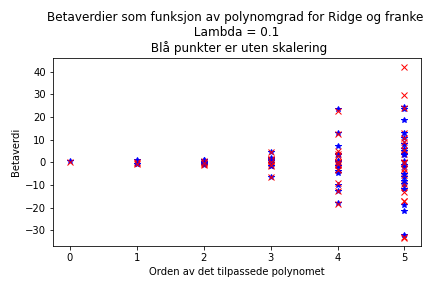 Betaverdier som funksjon av polynomgrad for Ridge og franke
Lambda = 0.1
Blå punkter er uten skalering
40
30
20
10
0
−10
−20
−30
Betaverdi
0 1 2 3 4 5
Orden av det tilpassede polynomet